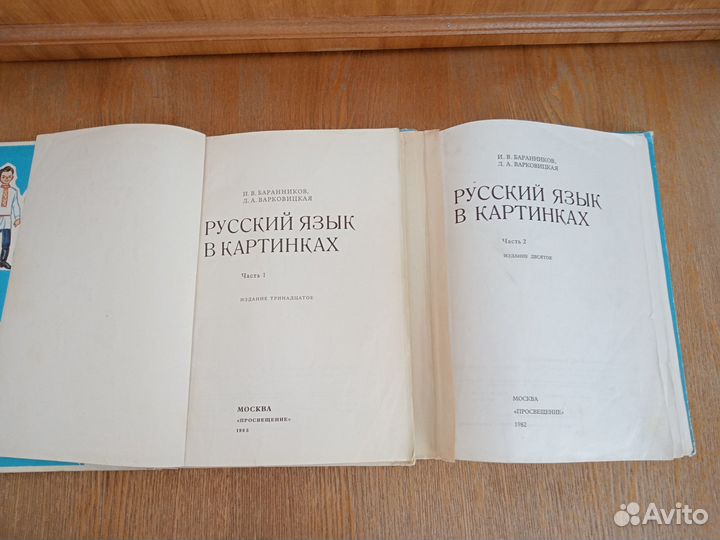 И. В. БАРАННИКОВ,
Л. А. ВАРКОВИЦКАЯ
РУССКИЙ ЯЗЫК
В КАРТИНКАХ
Часть 1
ИЗДАНИЕ ТРИНАДЦАТОЕ
МОСКВА
«ПРОСВЕЩЕНИЕ»
И. В. БАРАННИКОВ,
Л. А. ВАРКОВИЦКАЯ
РУССКИЙ ЯЗЫК
В КАРТИНКАХ
Часть 2
ИЗДАНИЕ ДЕСЯТОЕ
МОСКВА
«ПРОСВЕЩЕНИЕ»
1982
Avito